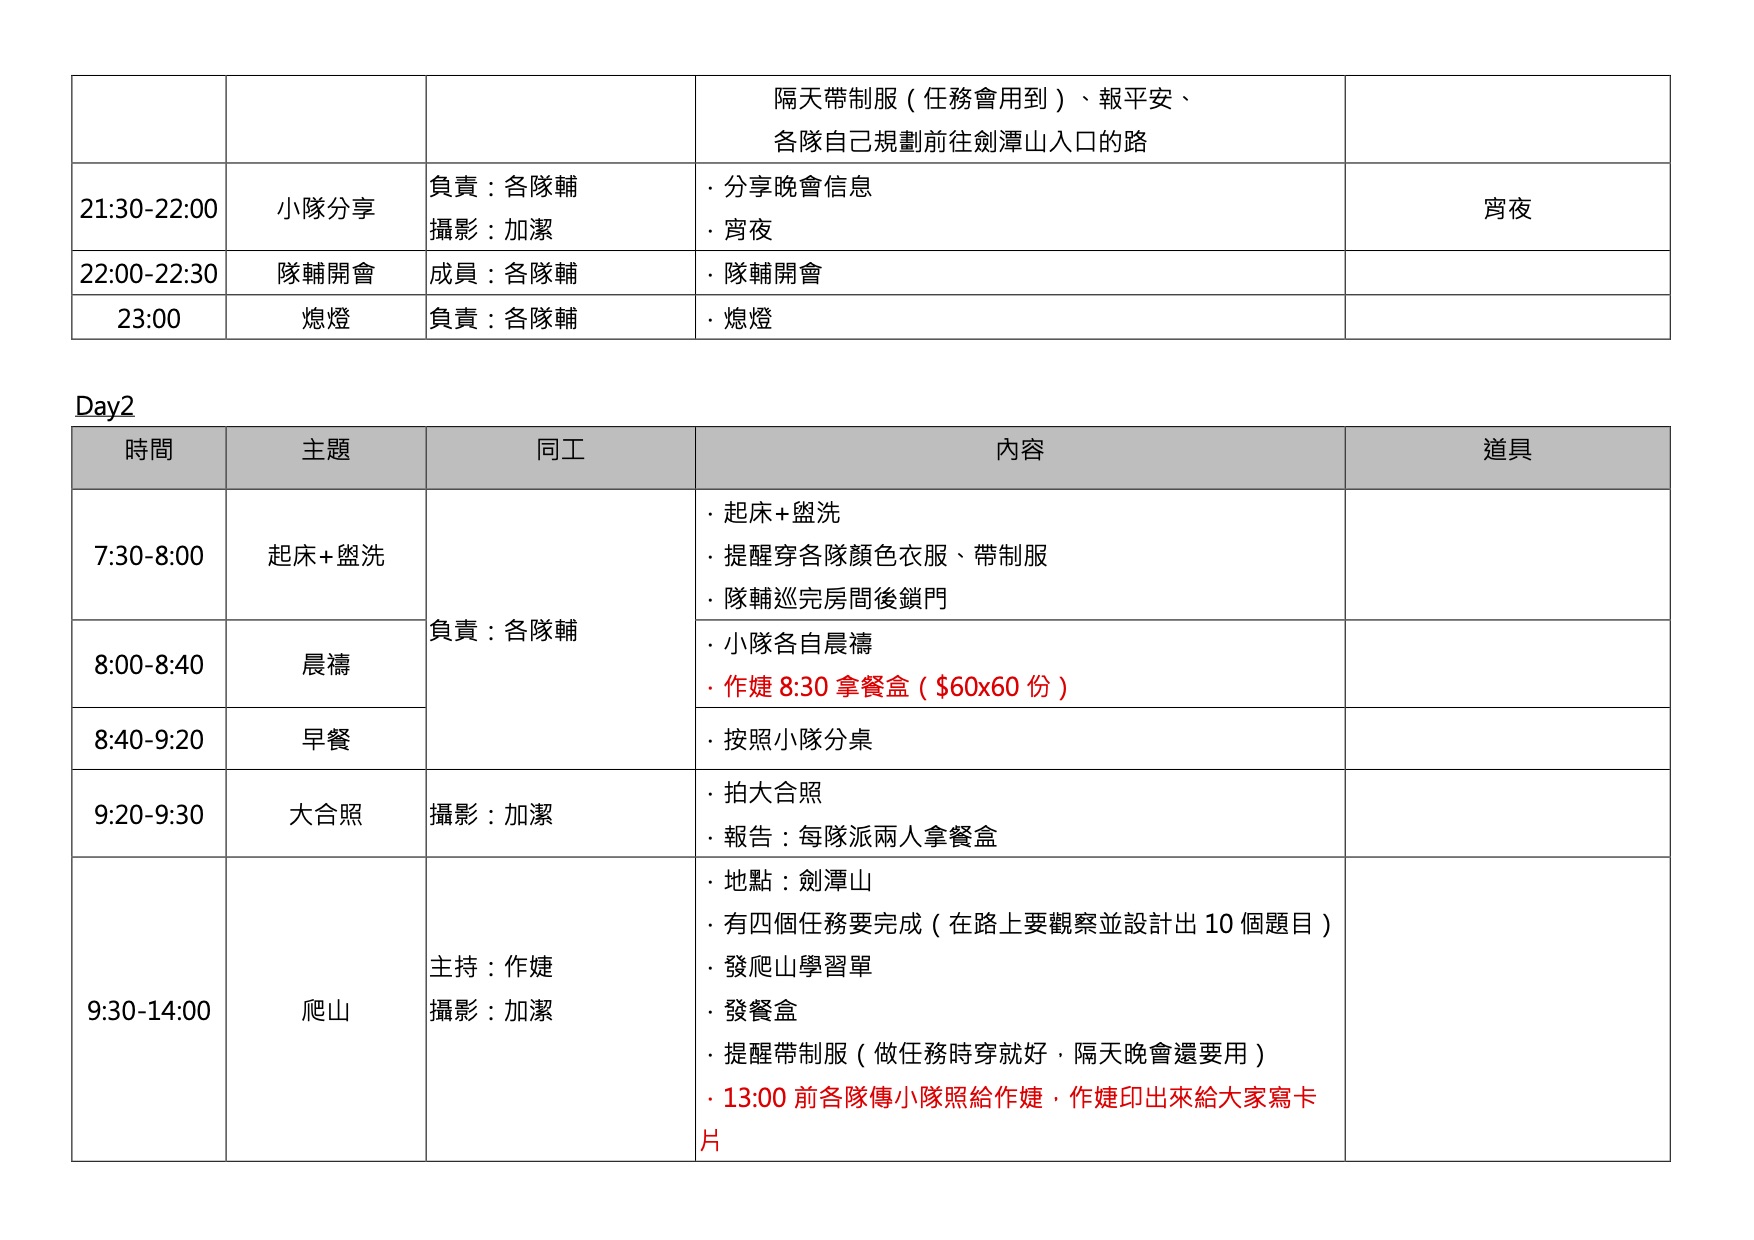 隔天帶制服（任務會用到）、報平安、
各隊自己規劃前往劍潭山入口的路
21:30-22:00
小隊分享
負責：各隊輔
攝影：加潔
· 分享晚會信息
· 宵夜
宵夜
22:00-22:30
隊輔開會
成員：各隊輔
· 隊輔開會
23:00
熄燈
負責：各隊輔
· 熄燈
Day2
時間
主題
同工
內容
道具
7:30-8:00
起床+盥洗
負責：各隊輔
· 起床+盥洗
· 提醒穿各隊顏色衣服、帶制服
· 隊輔巡完房間後鎖門
8:00-8:40
晨禱
· 小隊各自晨禱
· 作婕 8:30 拿餐盒（$60x60 份）
8:40-9:20
早餐
· 按照小隊分桌
9:20-9:30
大合照
攝影：加潔
· 拍大合照
· 報告：每隊派兩人拿餐盒
9:30-14:00
爬山
主持：作婕
攝影：加潔
· 地點：劍潭山
· 有四個任務要完成（在路上要觀察並設計出 10 個題目）
· 發爬山學習單
· 發餐盒
· 提醒帶制服（做任務時穿就好，隔天晚會還要用）
· 13:00 前各隊傳小隊照給作婕，作婕印出來給大家寫卡
片